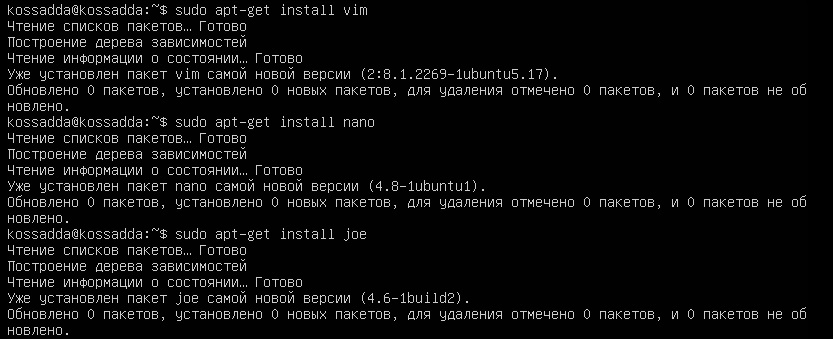 kossadda@kossadda:~$ sudo apt-get install vim
Чтение списков пакетов… Готово
Построение дерева зависимостей
Чтение информации о состоянии… Готово
Уже установлен пакет vim самой новой версии (2:8.1.2269-1ubuntu5.17).
Обновлено 0 пакетов, установлено 0 новых пакетов, для удаления отмечено 0 пакетов, и 0 пакетов не об
новлено.
kossadda@kossadda:~$ sudo apt-get install nano
Чтение списков пакетов… Готово
Построение дерева зависимостей
Чтение информации о состоянии… Готово
Уже установлен пакет nano самой новой версии (4.8-1ubuntu1).
Обновлено 0 пакетов, установлено 0 новых пакетов, для удаления отмечено 0 пакетов, и 0 пакетов не об
новлено.
kossadda@kossadda:~$ sudo apt-get install joe
Чтение списков пакетов… Готово
Построение дерева зависимостей
Чтение информации о состоянии… Готово
Уже установлен пакет joe самой новой версии (4.6-1build2).
Обновлено 0 пакетов, установлено 0 новых пакетов, для удаления отмечено 0 пакетов, и 0 пакетов не об
новлено.